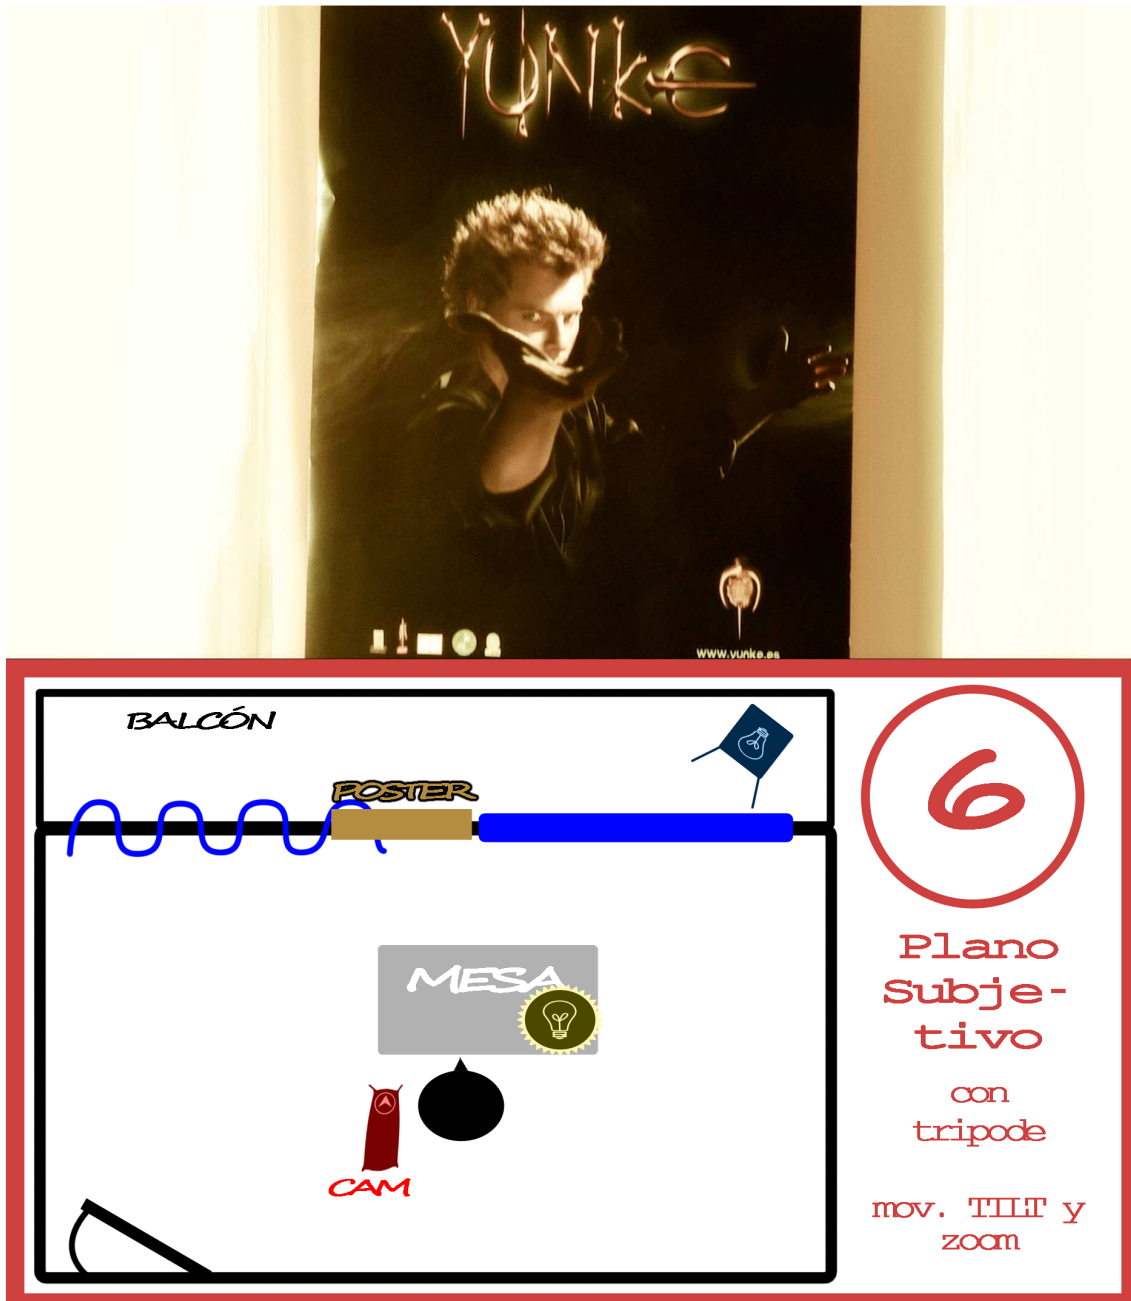 YUNKE
www.yunke.es
BALCÓN
POSTER
MESA
CAM
6
Plano
Subje-
tivo
con
tripode
mov. TILT y
zoom